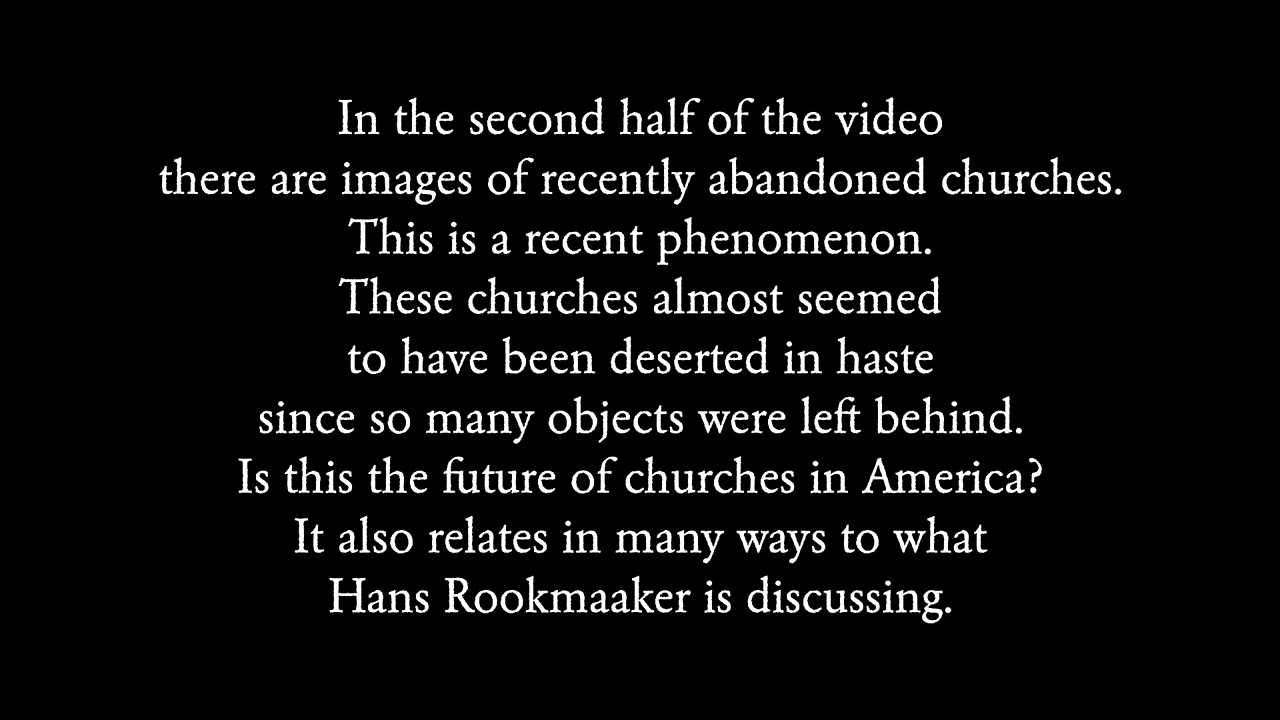 In the second half of the video
there are images of recently abandoned churches.
This is a recent phenomenon.
These churches almost seemed
to have been deserted in haste
since so many objects were left behind.
Is this the future of churches in America?
It also relates in many ways to what
Hans Rookmaaker is discussing.